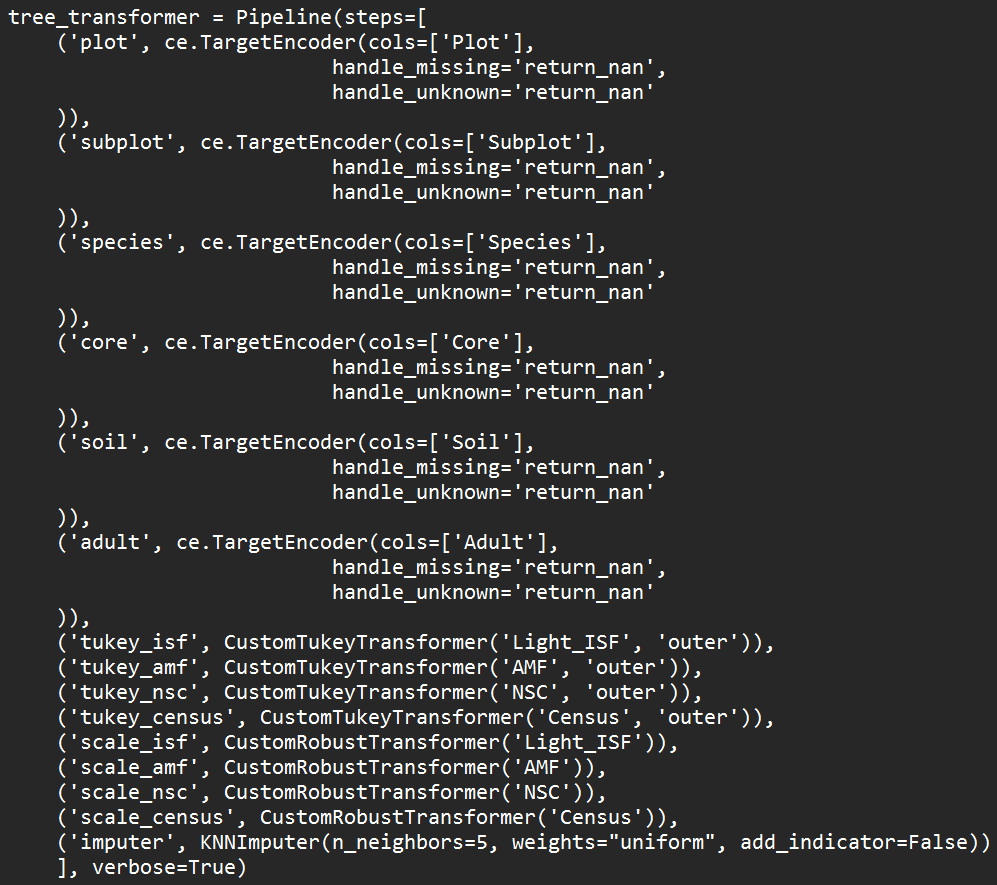 tree_transformer = Pipeline(steps=[
    ('plot', ce.TargetEncoder(cols=['Plot'],
                           handle_missing='return_nan',
                           handle_unknown='return_nan'
    )),
    ('subplot', ce.TargetEncoder(cols=['Subplot'],
                           handle_missing='return_nan',
                           handle_unknown='return_nan'
    )),
    ('species', ce.TargetEncoder(cols=['Species'],
                           handle_missing='return_nan',
                           handle_unknown='return_nan'
    )),
    ('core', ce.TargetEncoder(cols=['Core'],
                           handle_missing='return_nan',
                           handle_unknown='return_nan'
    )),
    ('soil', ce.TargetEncoder(cols=['Soil'],
                           handle_missing='return_nan',
                           handle_unknown='return_nan'
    )),
    ('adult', ce.TargetEncoder(cols=['Adult'],
                           handle_missing='return_nan',
                           handle_unknown='return_nan'
    )),
    ('tukey_isf', CustomTukeyTransformer('Light_ISF', 'outer')),
    ('tukey_amf', CustomTukeyTransformer('AMF', 'outer')),
    ('tukey_nsc', CustomTukeyTransformer('NSC', 'outer')),
    ('tukey_census', CustomTukeyTransformer('Census', 'outer')),
    ('scale_isf', CustomRobustTransformer('Light_ISF')),
    ('scale_amf', CustomRobustTransformer('AMF')),
    ('scale_nsc', CustomRobustTransformer('NSC')),
    ('scale_census', CustomRobustTransformer('Census')),
    ('imputer', KNNImputer(n_neighbors=5, weights="uniform", add_indicator=False))
    ], verbose=True)